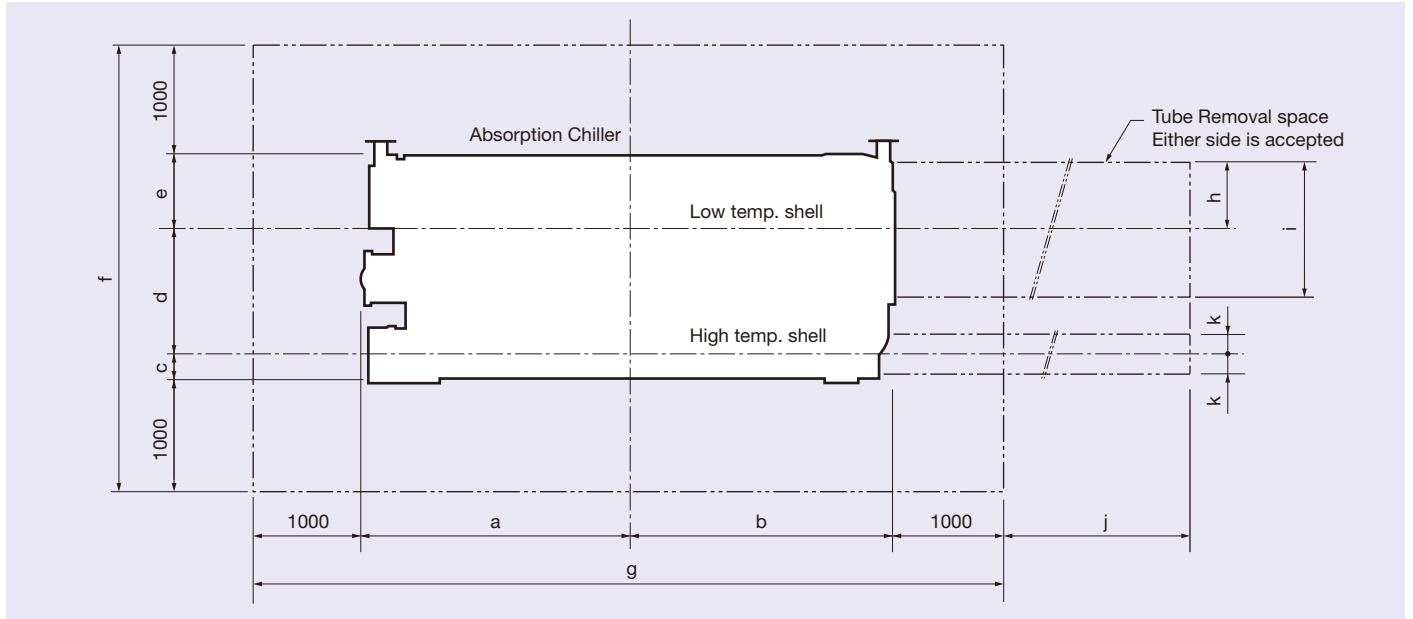 Absorption Chiller
Tube Removal space
Either side is accepted
Low temp. shell
High temp. shell
1000
e
f
d
c
1000
h
i
k
k
1000
a
b
1000
j
g